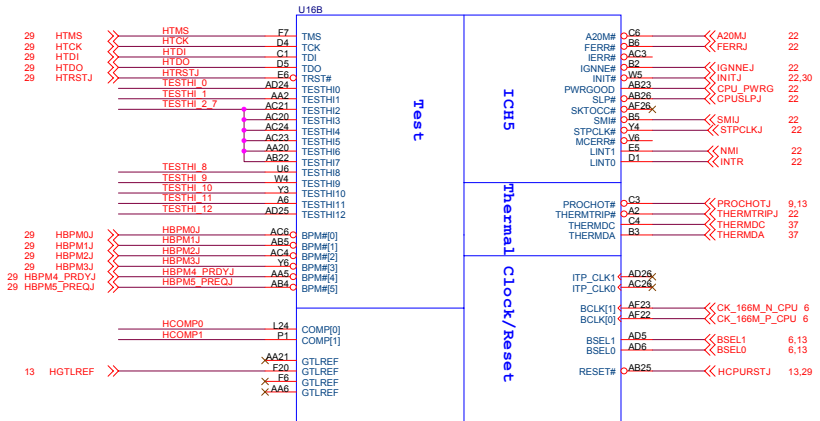 U16B
29 HTMS HTMS F7 TMS
29 HTCK HTCK D4 TCK
29 HTDI HTDI C1 TDI
29 HTDO HTDO D5 TDO
29 HTRSTJ HTRSTJ E6 TRST#
TESTHI_0 AD24 TESTHI0
TESTHI_1 AA2 TESTHI1
TESTHI_2_7 AC21 TESTHI2
AC20 TESTHI3
AC24 TESTHI4
AC23 TESTHI5
AA20 TESTHI6
AB22 TESTHI7
TESTHI_8 U6 TESTHI8
TESTHI_9 W4 TESTHI9
TESTHI_10 Y3 TESTHI10
TESTHI_11 A6 TESTHI11
TESTHI_12 AD25 TESTHI12
29 HBPM0J HBPM0J AC6 BPM#[0]
29 HBPM1J HBPM1J AB5 BPM#[1]
29 HBPM2J HBPM2J AC4 BPM#[2]
29 HBPM3J HBPM3J Y6 BPM#[3]
29 HBPM4_PRDYJ HBPM4_PRDYJ AA5 BPM#[4]
29 HBPM5_PREQJ HBPM5_PREQJ AB4 BPM#[5]
HCOMP0 L24 COMP[0]
HCOMP1 P1 COMP[1]
AA21 GTLREF
13 HGTLREF F20 GTLREF
F6 GTLREF
AA6 GTLREF
Test
ICH5
Thermal
Clock/Reset
A20M# C6 A20MJ 22
FERR# B6 FERRJ 22
IERR# AC3
IGNNE# B2 IGNNEJ 22
INIT# W5 INITJ 22,30
PWRGOOD AB23 CPU_PWRG 22
SLP# AB26 CPUSLPJ 22
SKTOCC# AF26
SMI# B5 SMIJ 22
STPCLK# Y4 STPCLKJ 22
MCERR# V6
LINT1 E5 NMI 22
LINT0 D1 INTR 22
PROCHOT# C3 PROCHOTJ 9,13
THERMTRIP# A2 THERMTRIPJ 22
THERMDC C4 THERMDC 37
THERMDA B3 THERMDA 37
ITP_CLK1 AD26
ITP_CLK0 AC26
BCLK[1] AF23 CK_166M_N_CPU 6
BCLK[0] AF22 CK_166M_P_CPU 6
BSEL1 AD5 BSEL1 6,13
BSEL0 AD6 BSEL0 6,13
RESET# AB25 HCPURSTJ 13,29